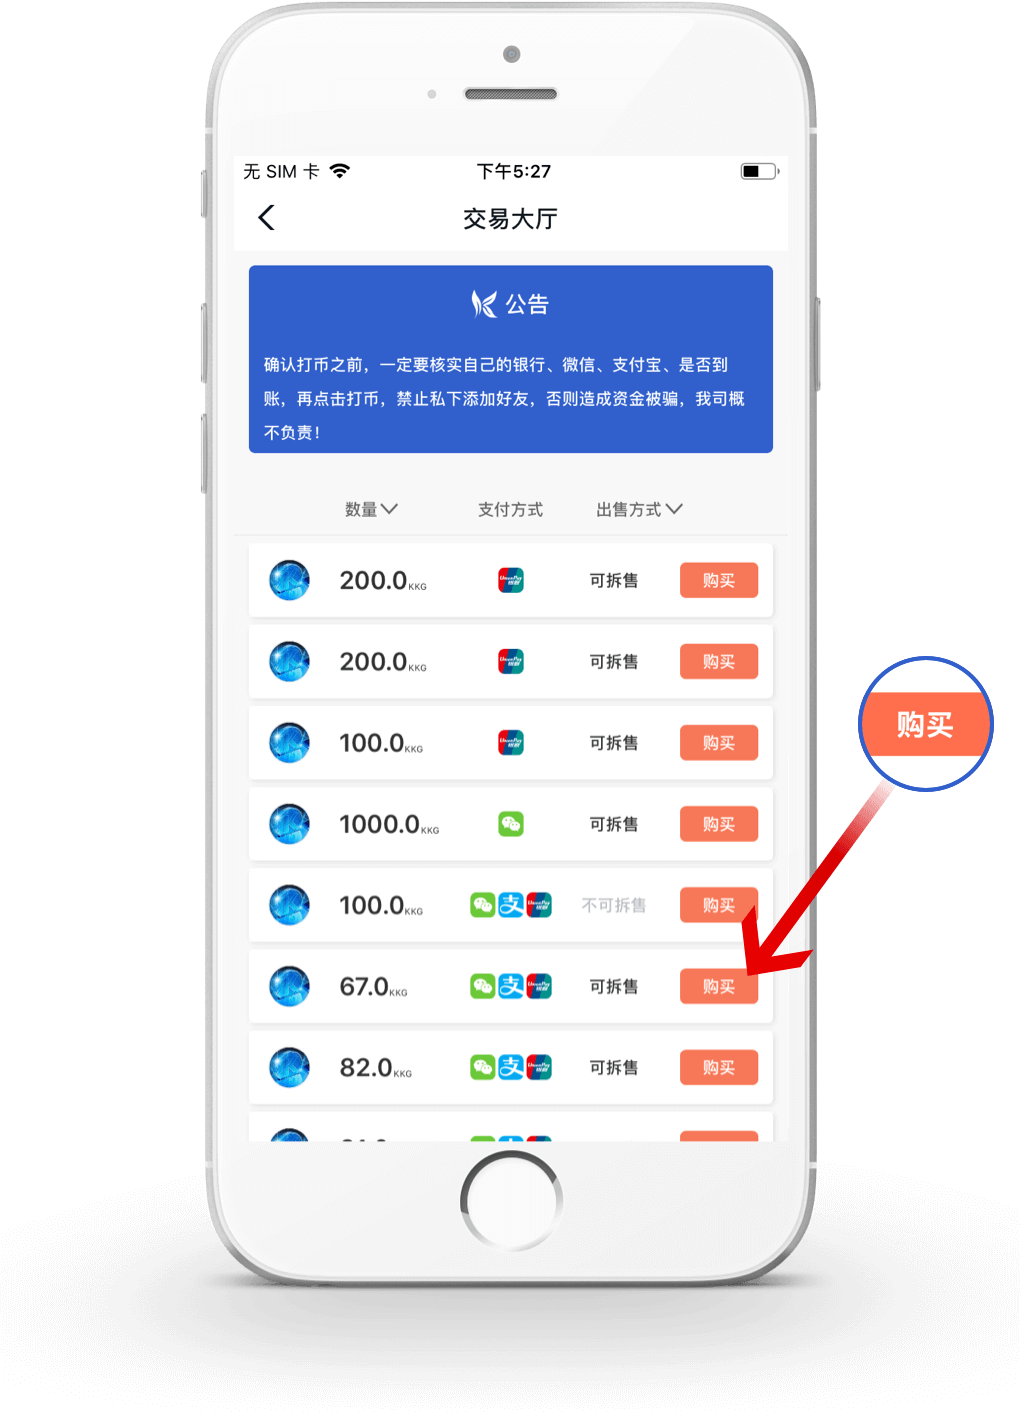 无 SIM 卡
下午5:27
交易大厅
公告
确认打币之前，一定要核实自己的银行、微信、支付宝、是否到
账，再点击打币，禁止私下添加好友，否则造成资金被骗，我司概
不负责！
数量 支付方式 出售方式
200.0KKG 可拆售 购买
200.0KKG 可拆售 购买
100.0KKG 可拆售 购买
购买
1000.0KKG 可拆售 购买
100.0KKG 不可拆售 购买
67.0KKG 可拆售 购买
82.0KKG 可拆售 购买